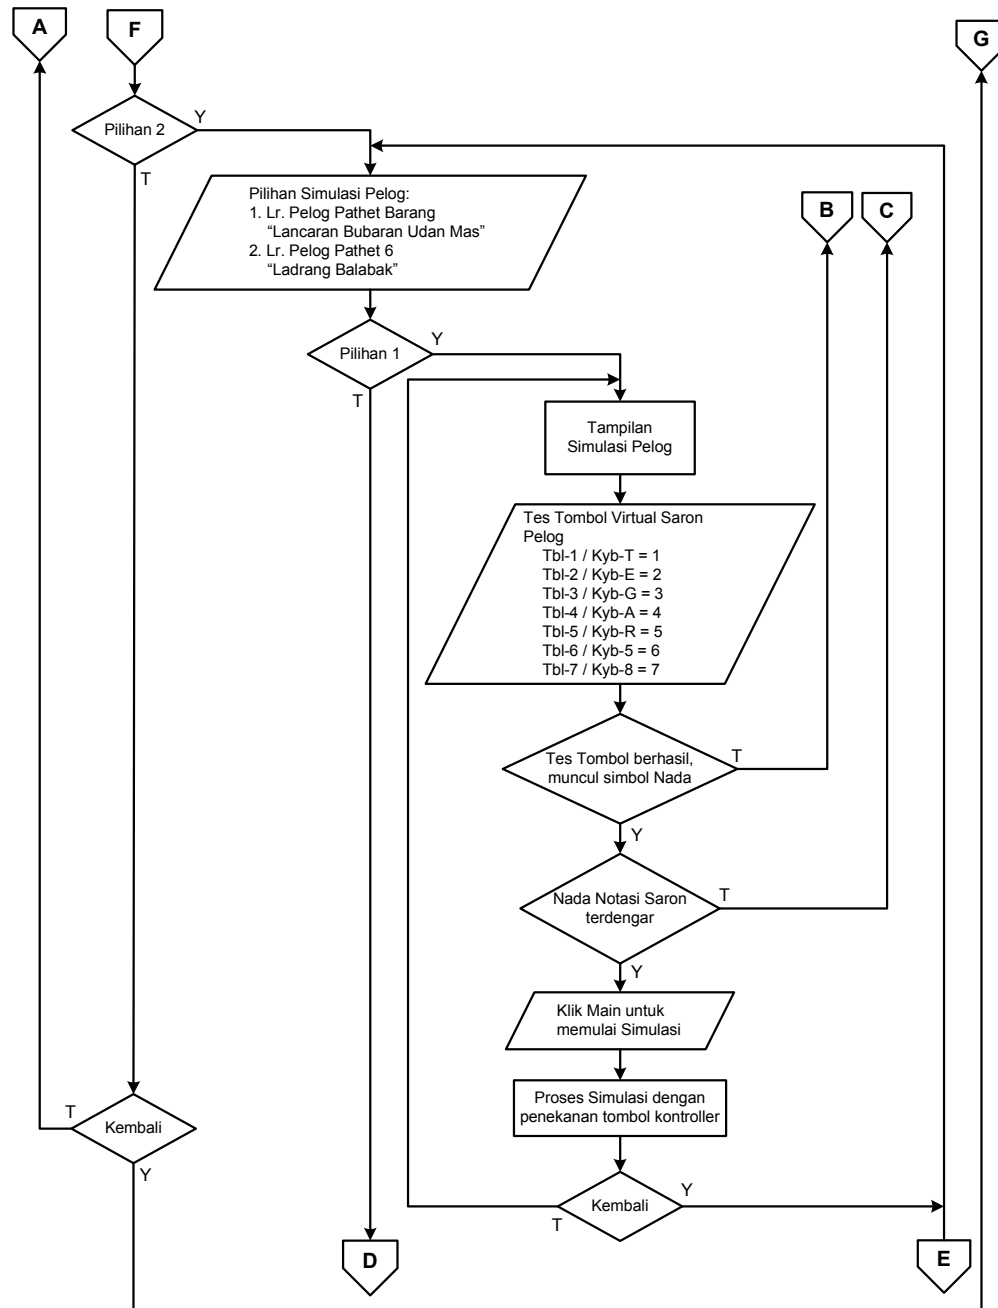 A
F
G
Pilihan 2
Y
T
Pilihan Simulasi Pelog:
1. Lr. Pelog Pathet Barang
“Lancaran Bubaran Udan Mas”
2. Lr. Pelog Pathet 6
“Ladrang Balabak”
B
C
Pilihan 1
Y
T
Tampilan
Simulasi Pelog
Tes Tombol Virtual Saron
Pelog
Tbl-1 / Kyb-T = 1
Tbl-2 / Kyb-E = 2
Tbl-3 / Kyb-G = 3
Tbl-4 / Kyb-A = 4
Tbl-5 / Kyb-R = 5
Tbl-6 / Kyb-5 = 6
Tbl-7 / Kyb-8 = 7
Tes Tombol berhasil,
muncul simbol Nada
T
Y
Nada Notasi Saron
terdengar
T
Y
Klik Main untuk
memulai Simulasi
Proses Simulasi dengan
penekanan tombol kontroller
T
Kembali
Y
Kembali
Y
T
D
E